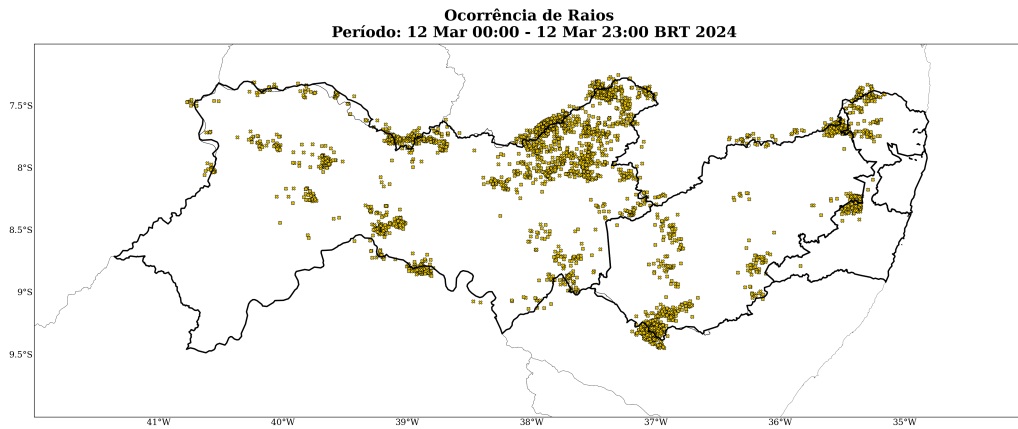 Ocorrência de Raios
Período: 12 Mar 00:00 - 12 Mar 23:00 BRT 2024
7.5°S
8°S
8.5°S
9°S
9.5°S
41°W 40°W 39°W 38°W 37°W 36°W 35°W